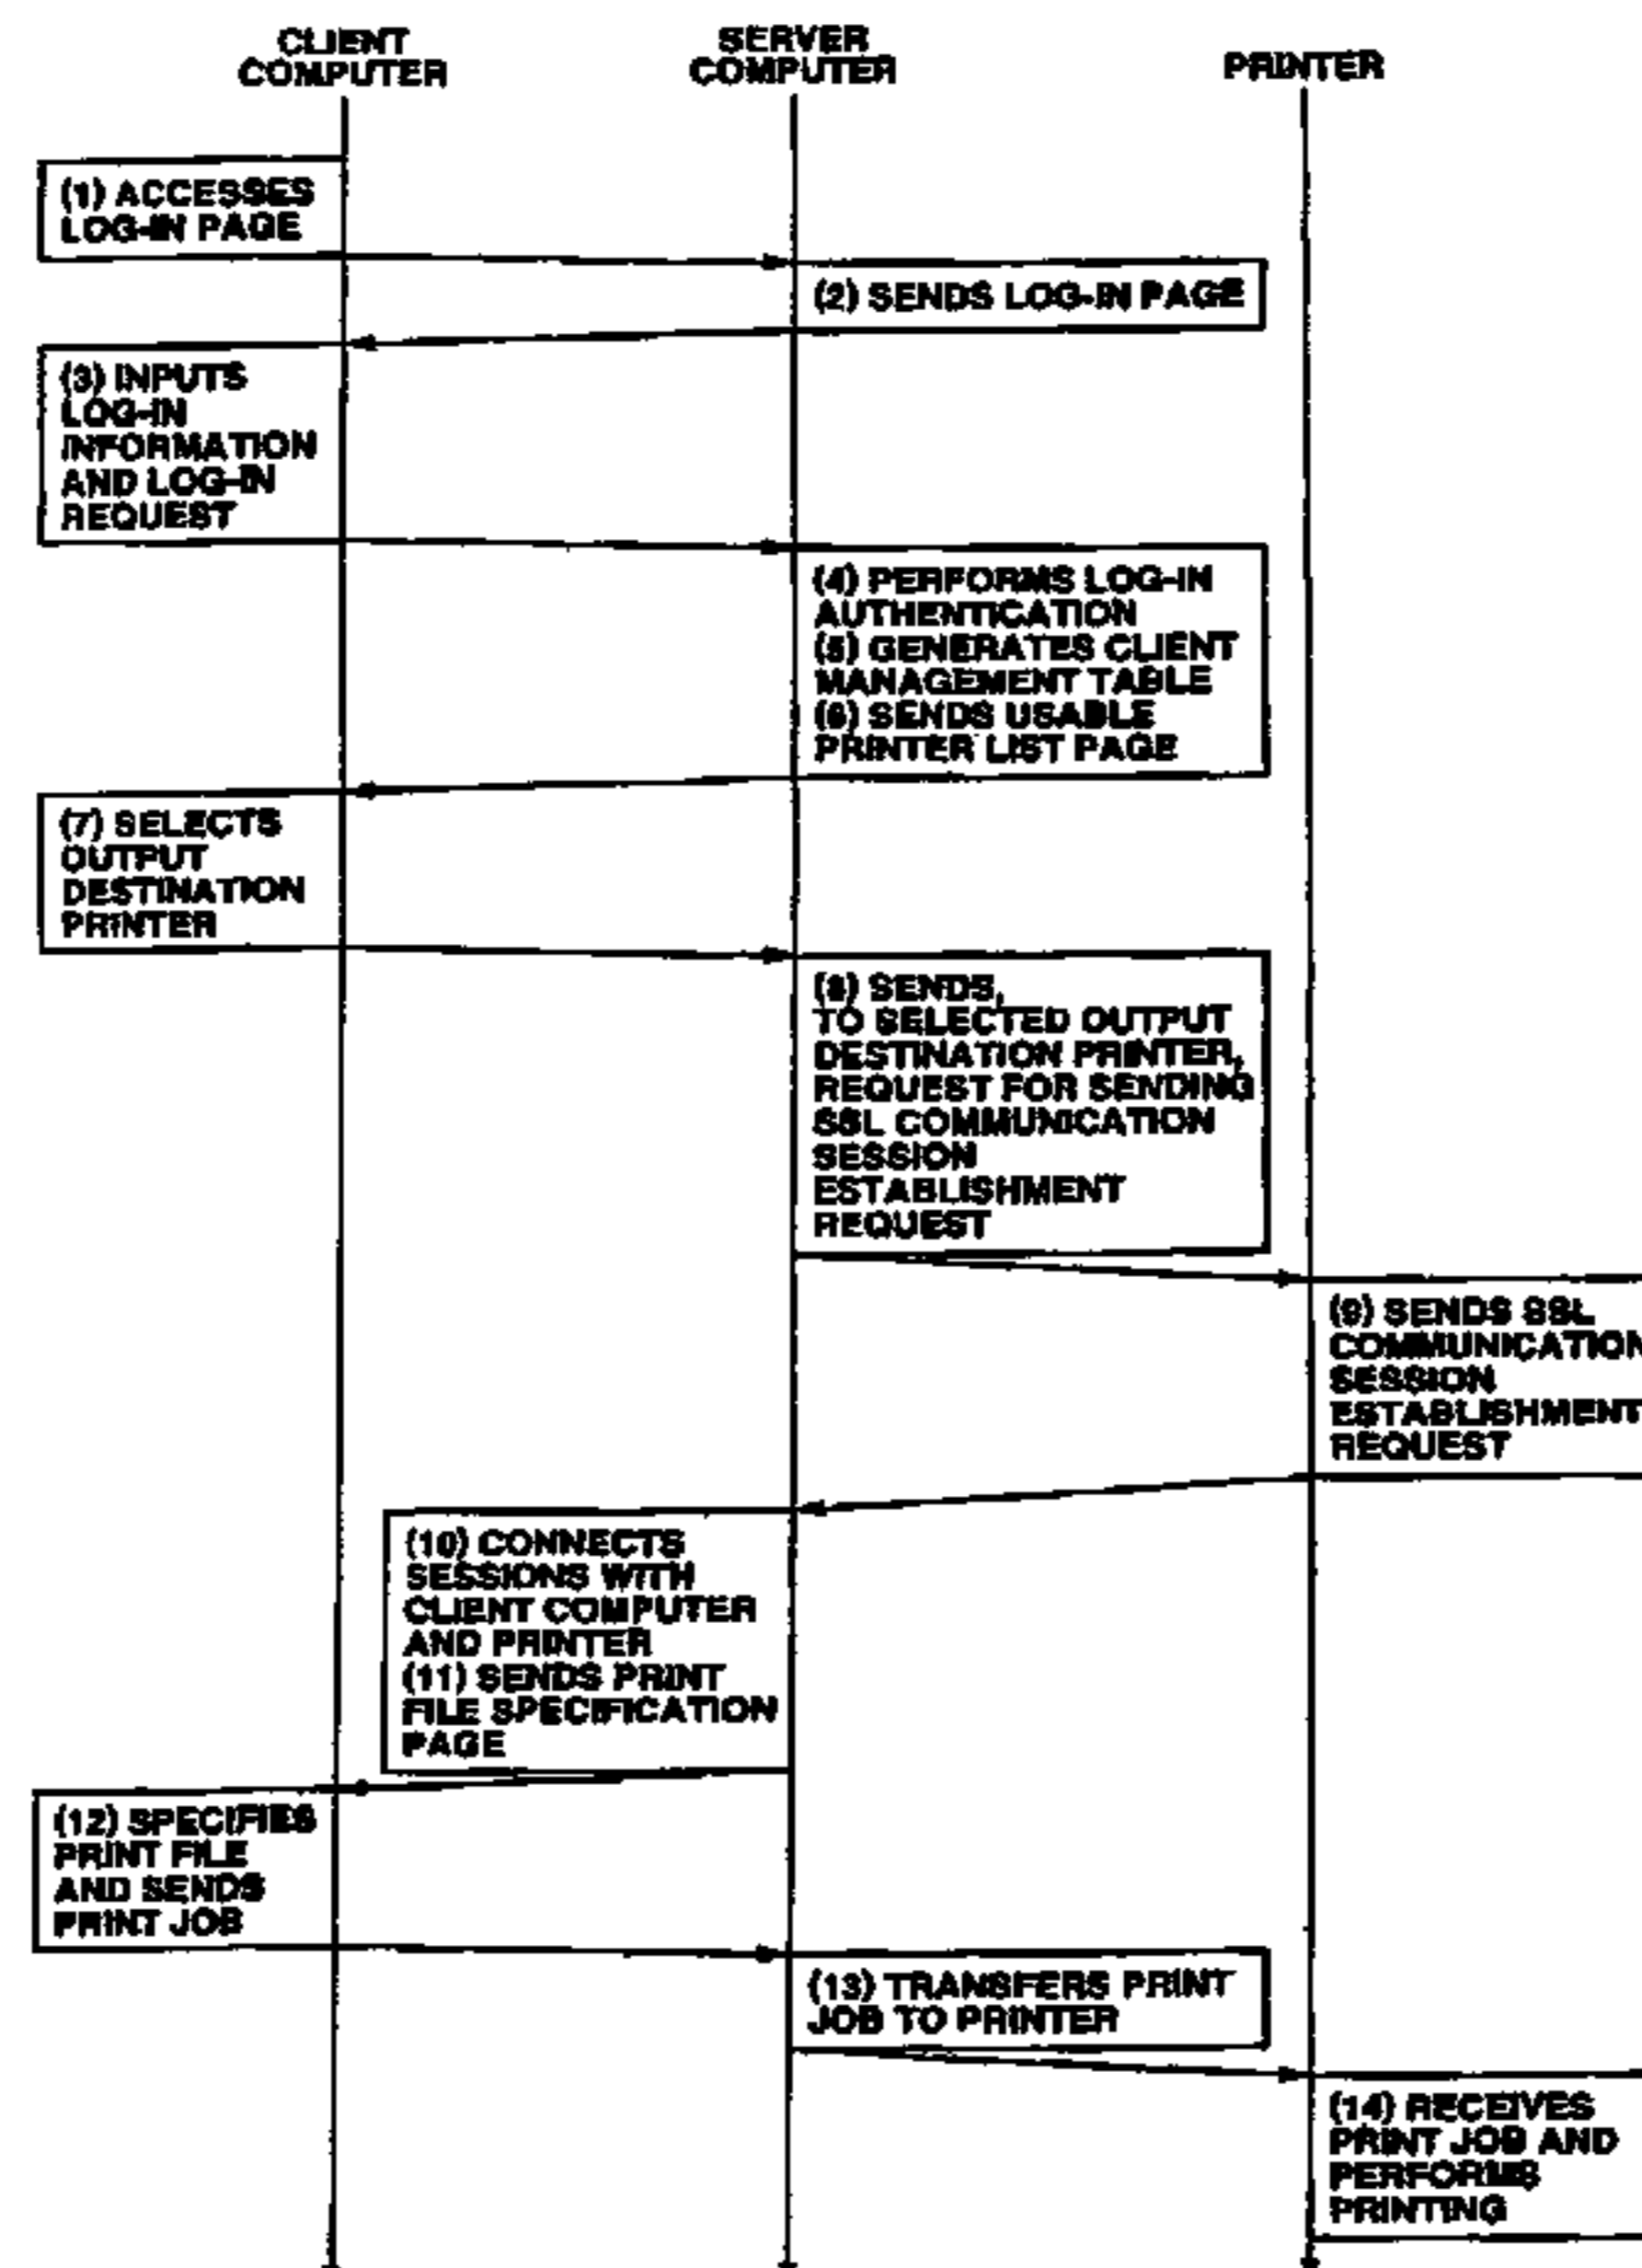 CLIENT
COMPUTER
SERVER
COMPUTER
PRINTER
(1) ACCESSES
LOG-IN PAGE
(2) SENDS LOG-IN PAGE
(3) INPUTS
LOG-IN
INFORMATION
AND LOG-IN
REQUEST
(4) PERFORMS LOG-IN
AUTHENTICATION
(5) GENERATES CLIENT
MANAGEMENT TABLE
(6) SENDS USABLE
PRINTER LIST PAGE
(7) SELECTS
OUTPUT
DESTINATION
PRINTER
(8) SENDS,
TO SELECTED OUTPUT
DESTINATION PRINTER,
REQUEST FOR SENDING
SSL COMMUNICATION
SESSION
ESTABLISHMENT
REQUEST
(9) SENDS SSL
COMMUNICATION
SESSION
ESTABLISHMENT
REQUEST
(10) CONNECTS
SESSIONS WITH
CLIENT COMPUTER
AND PRINTER
(11) SENDS PRINT
FILE SPECIFICATION
PAGE
(12) SPECIFIES
PRINT FILE
AND SENDS
PRINT JOB
(13) TRANSFERS PRINT
JOB TO PRINTER
(14) RECEIVES
PRINT JOB AND
PERFORMS
PRINTING